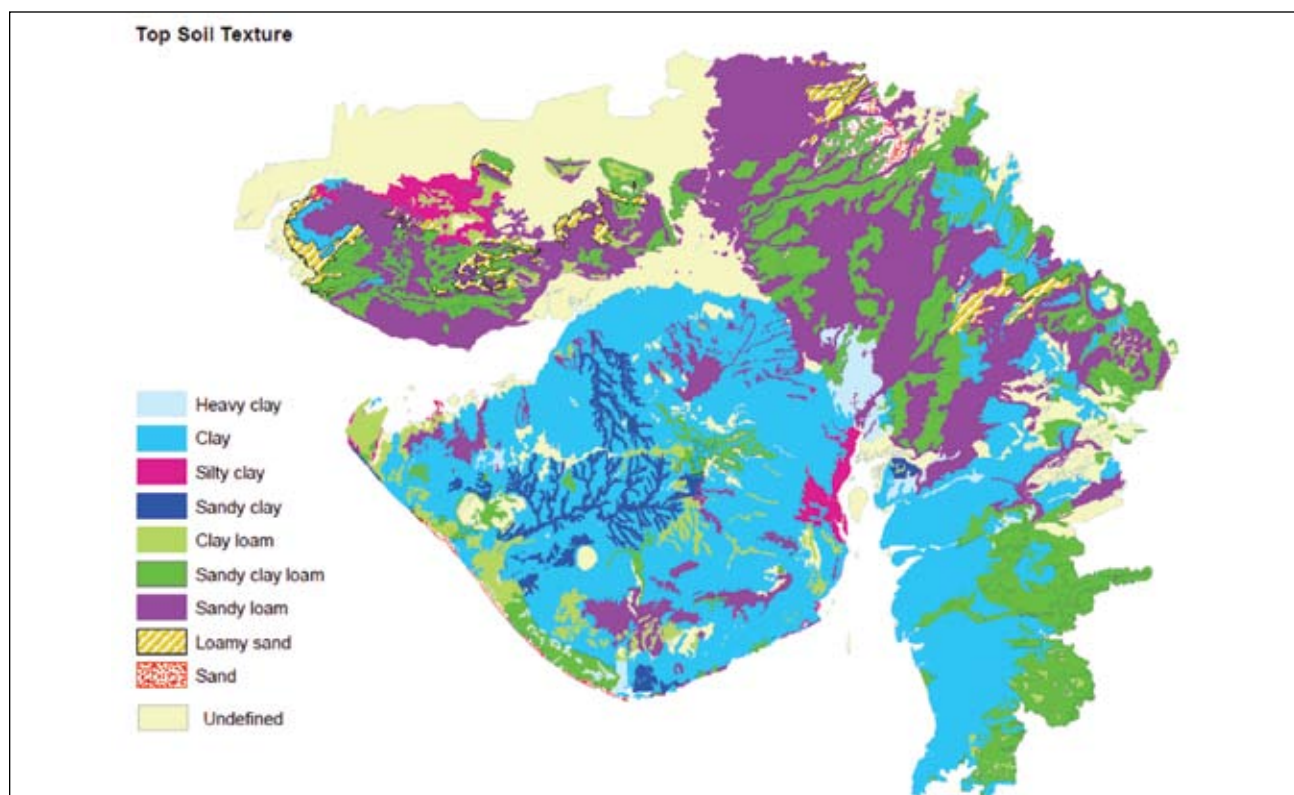 Top Soil Texture
Heavy clay
Clay
Silty clay
Sandy clay
Clay loam
Sandy clay loam
Sandy loam
Loamy sand
Sand
Undefined